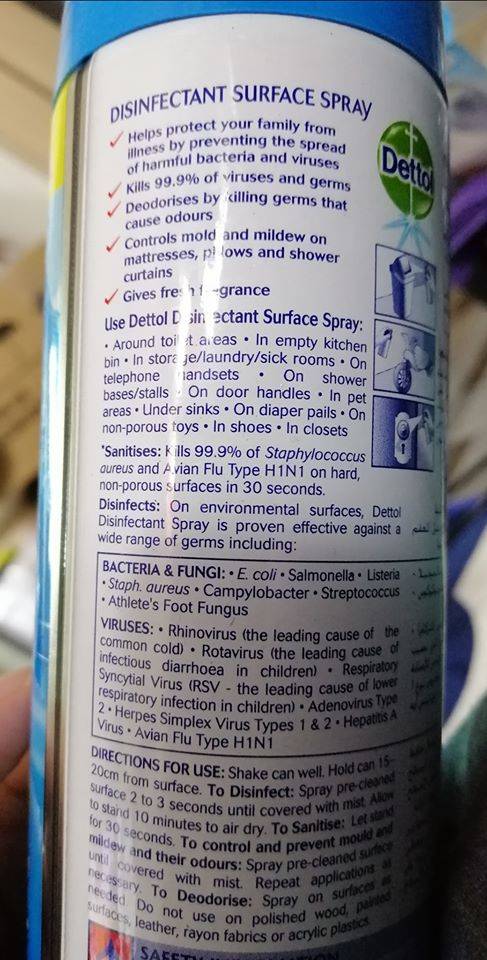 DISINFECTANT SURFACE SPRAY
✓ Helps protect your family from
illness by preventing the spread
of harmful bacteria and viruses
✓ Kills 99.9% of viruses and germs
✓ Deodorises by killing germs that
cause odours
✓ Controls mold and mildew on
mattresses, pillows and shower
curtains
✓ Gives fresh fragrance
Dettol
Use Dettol Disinfectant Surface Spray:
• Around toilet areas • In empty kitchen
bin • In storage/laundry/sick rooms • On
telephone handsets • On shower
bases/stalls • On door handles • In pet
areas • Under sinks • On diaper pails • On
non-porous toys • In shoes • In closets
*Sanitises: Kills 99.9% of Staphylococcus
aureus and Avian Flu Type H1N1 on hard,
non-porous surfaces in 30 seconds.
Disinfects: On environmental surfaces, Dettol
Disinfectant Spray is proven effective against a
wide range of germs including:
BACTERIA & FUNGI: • E. coli • Salmonella • Listeria
• Staph. aureus • Campylobacter • Streptococcus
• Athlete's Foot Fungus
VIRUSES: • Rhinovirus (the leading cause of the
common cold) • Rotavirus (the leading cause of
infectious diarrhoea in children) • Respiratory
Syncytial Virus (RSV - the leading cause of lower
respiratory infection in children) • Adenovirus Type
2 • Herpes Simplex Virus Types 1 & 2 • Hepatitis A
Virus • Avian Flu Type H1N1
DIRECTIONS FOR USE: Shake can well. Hold can 15-
20cm from surface. To Disinfect: Spray pre-cleaned
surface 2 to 3 seconds until covered with mist. Allow
to stand 10 minutes to air dry. To Sanitise: Let stand
for 30 seconds. To control and prevent mould and
mildew and their odours: Spray pre-cleaned surface
until covered with mist. Repeat applications as
necessary. To Deodorise: Spray on surfaces as
needed. Do not use on polished wood, painted
surfaces, leather, rayon fabrics or acrylic plastics.